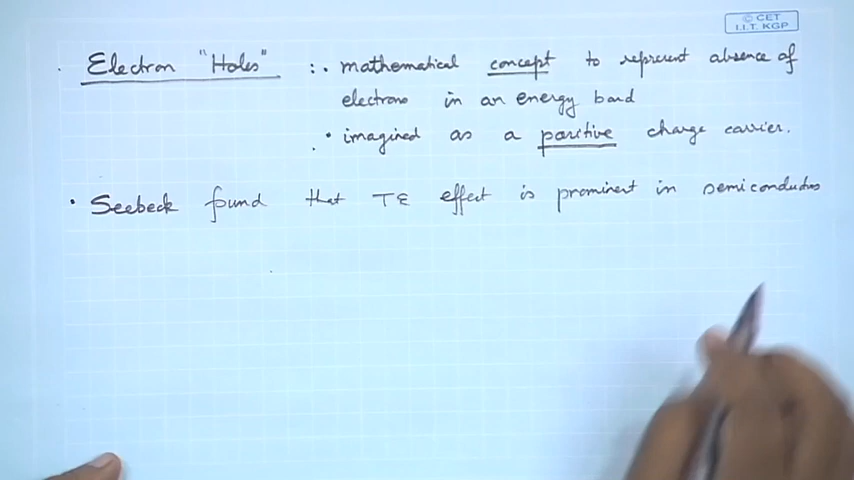 © CET
I.I.T. KGP
Electron "Holes" :• mathematical concept to represent absence of
electrons in an energy band
• imagined as a positive charge carrier.
• Seebeck found that TE effect is prominent in semiconductors